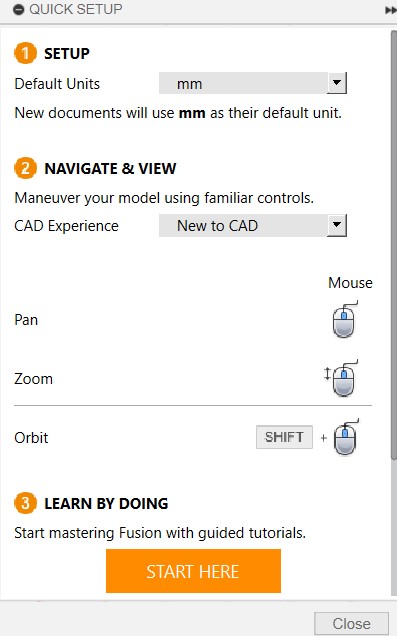 QUICK SETUP
1 SETUP
Default Units mm
New documents will use mm as their default unit.
2 NAVIGATE & VIEW
Maneuver your model using familiar controls.
CAD Experience New to CAD
Mouse
Pan
Zoom
Orbit SHIFT +
3 LEARN BY DOING
Start mastering Fusion with guided tutorials.
START HERE
Close